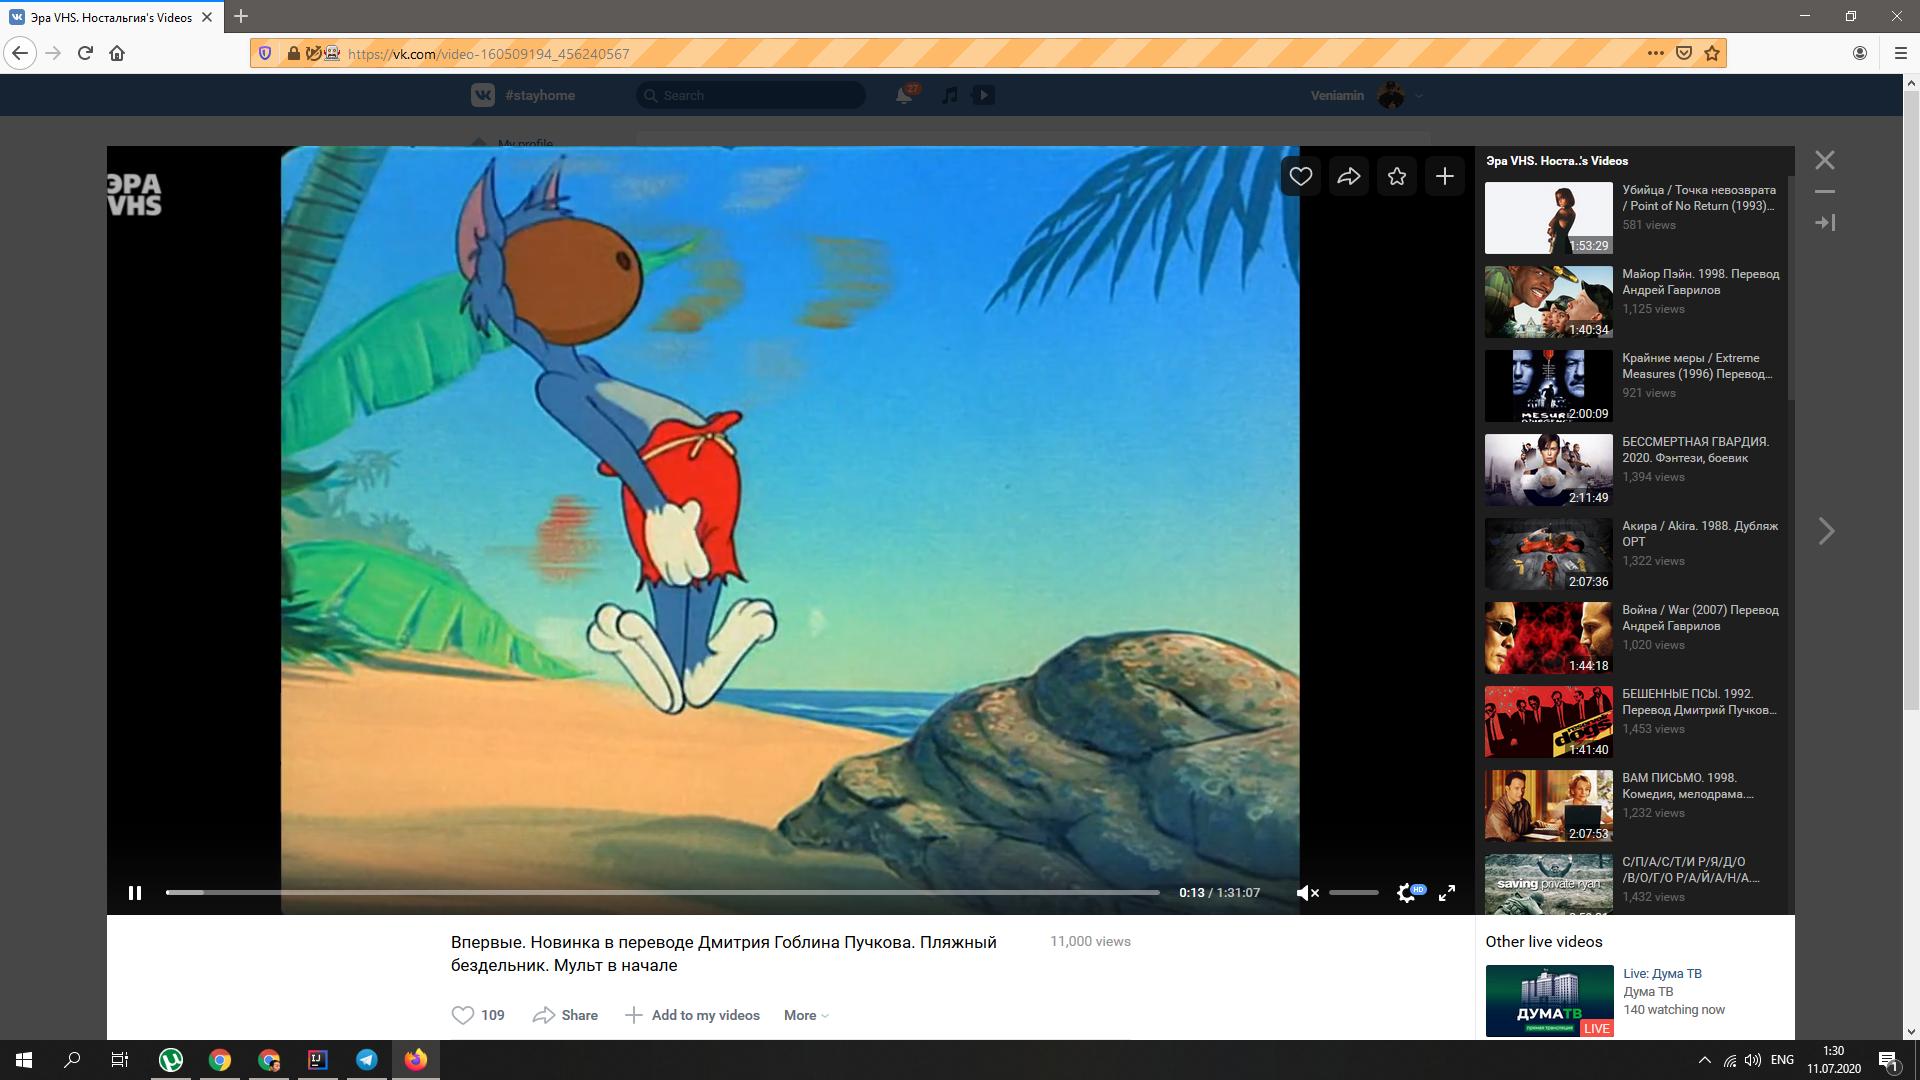 Эра VHS. Ностальгия's Videos
https://vk.com/video-160509194_456240567
#stayhome
Search
27
Veniamin
My profile
ЭРА
VHS
Эра VHS. Носта..'s Videos
Убийца / Точка невозврата
/ Point of No Return (1993)...
581 views
1:53:29
Майор Пэйн. 1998. Перевод
Андрей Гаврилов
1,125 views
1:40:34
Крайние меры / Extreme
Measures (1996) Перевод...
921 views
2:00:09
БЕССМЕРТНАЯ ГВАРДИЯ.
2020. Фэнтези, боевик
1,394 views
2:11:49
Акира / Akira. 1988. Дубляж
ОРТ
1,322 views
2:07:36
Война / War (2007) Перевод
Андрей Гаврилов
1,020 views
1:44:18
БЕШЕННЫЕ ПСЫ. 1992.
Перевод Дмитрий Пучков...
1,453 views
dogs
1:41:40
ВАМ ПИСЬМО. 1998.
Комедия, мелодрама....
1,232 views
2:07:53
С/П/А/С/Т/И Р/Я/Д/О
/В/О/Г/О Р/А/Й/А/Н/А....
saving private ryan
1,432 views
0:13 / 1:31:07
HD
Впервые. Новинка в переводе Дмитрия Гоблина Пучкова. Пляжный
бездельник. Мульт в начале
11,000 views
109
Share
Add to my videos
More
Other live videos
Live: Дума ТВ
Дума ТВ
140 watching now
ДУМАТВ
LIVE
ENG
1:30
11.07.2020
1